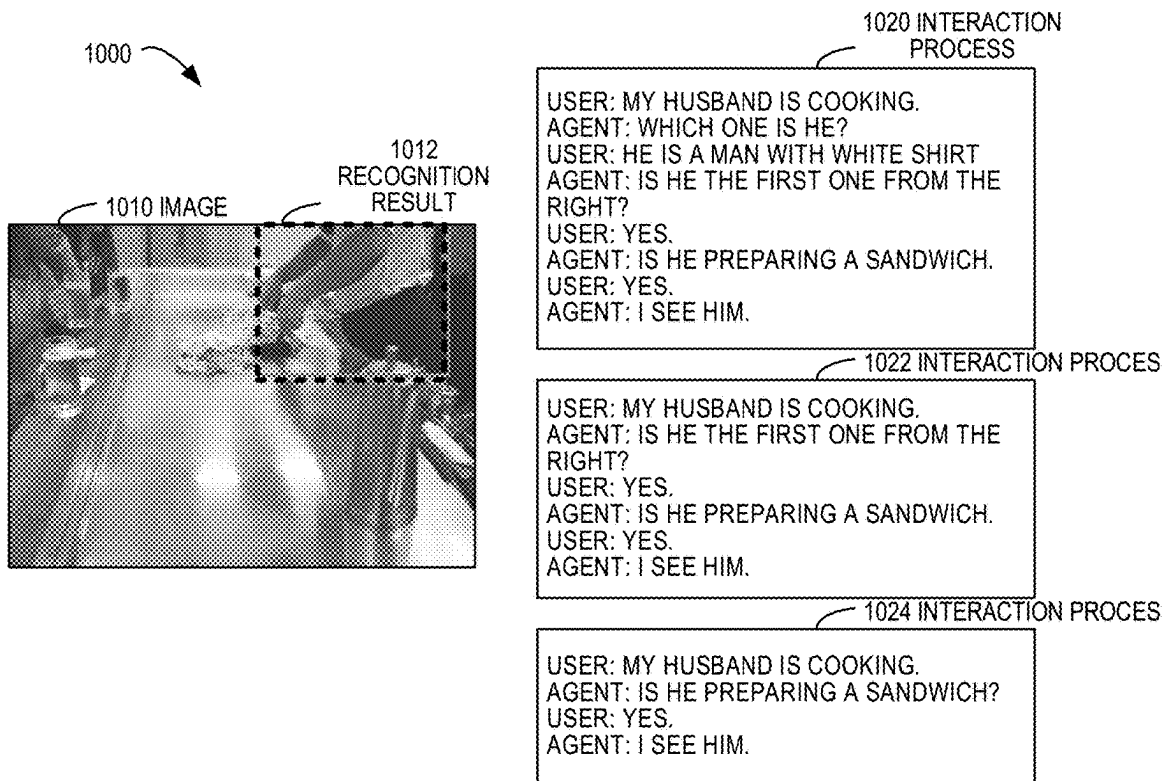 1000
1010 IMAGE
1012
RECOGNITION
RESULT
1020 INTERACTION
PROCESS
USER: MY HUSBAND IS COOKING.
AGENT: WHICH ONE IS HE?
USER: HE IS A MAN WITH WHITE SHIRT
AGENT: IS HE THE FIRST ONE FROM THE
RIGHT?
USER: YES.
AGENT: IS HE PREPARING A SANDWICH.
USER: YES.
AGENT: I SEE HIM.
1022 INTERACTION PROCES
USER: MY HUSBAND IS COOKING.
AGENT: IS HE THE FIRST ONE FROM THE
RIGHT?
USER: YES.
AGENT: IS HE PREPARING A SANDWICH.
USER: YES.
AGENT: I SEE HIM.
1024 INTERACTION PROCES
USER: MY HUSBAND IS COOKING.
AGENT: IS HE PREPARING A SANDWICH?
USER: YES.
AGENT: I SEE HIM.